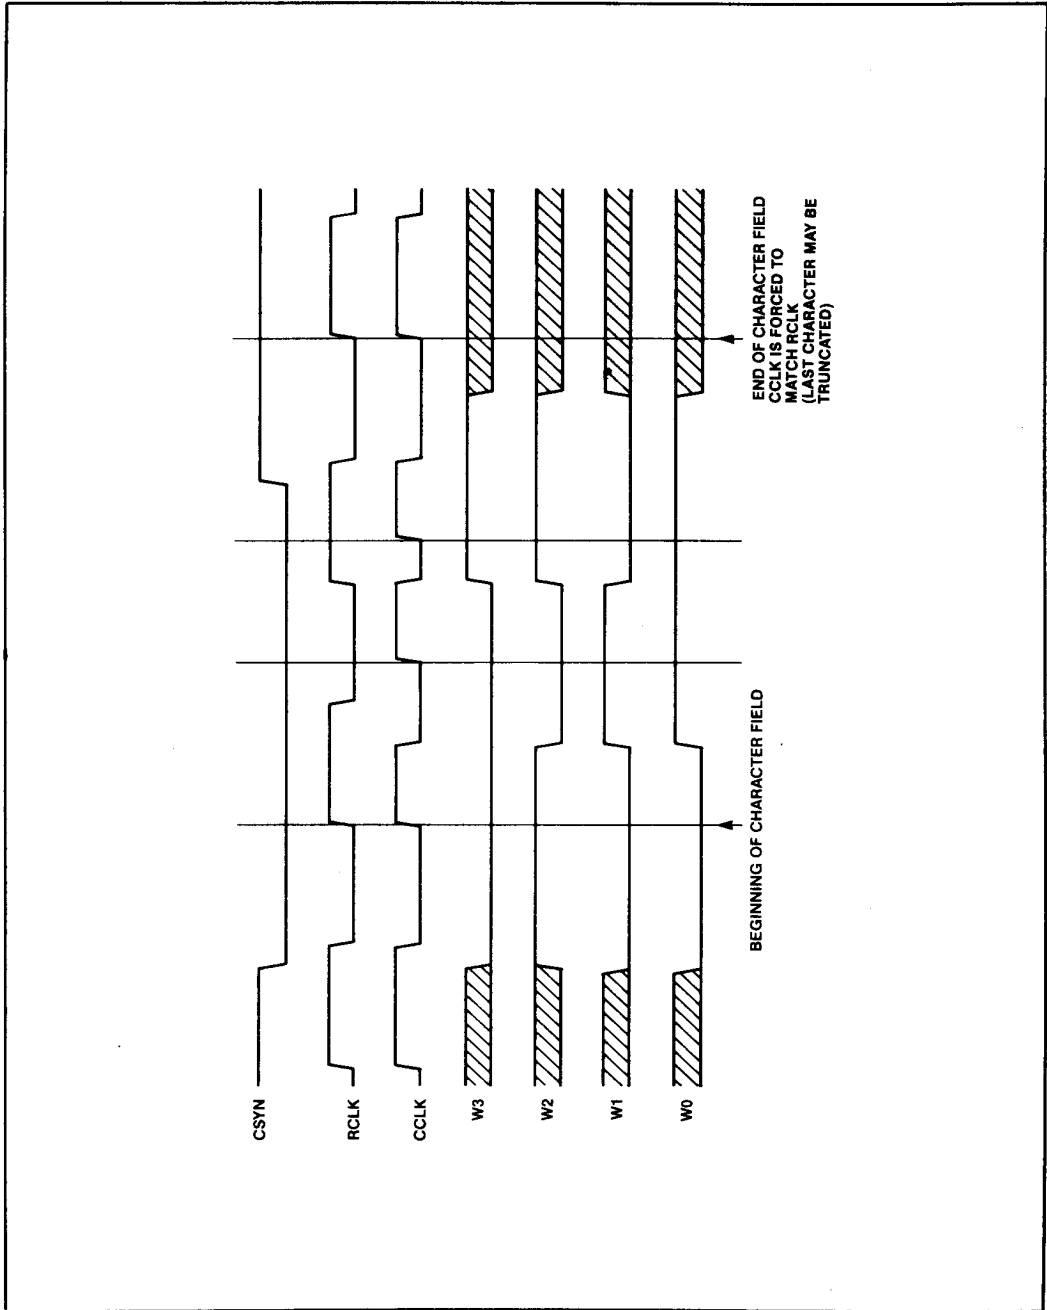 CSYN
RCLK
CCLK
W3
W2
W1
W0
BEGINNING OF CHARACTER FIELD
END OF CHARACTER FIELD
CCLK IS FORCED TO
MATCH RCLK
(LAST CHARACTER MAY BE
TRUNCATED)